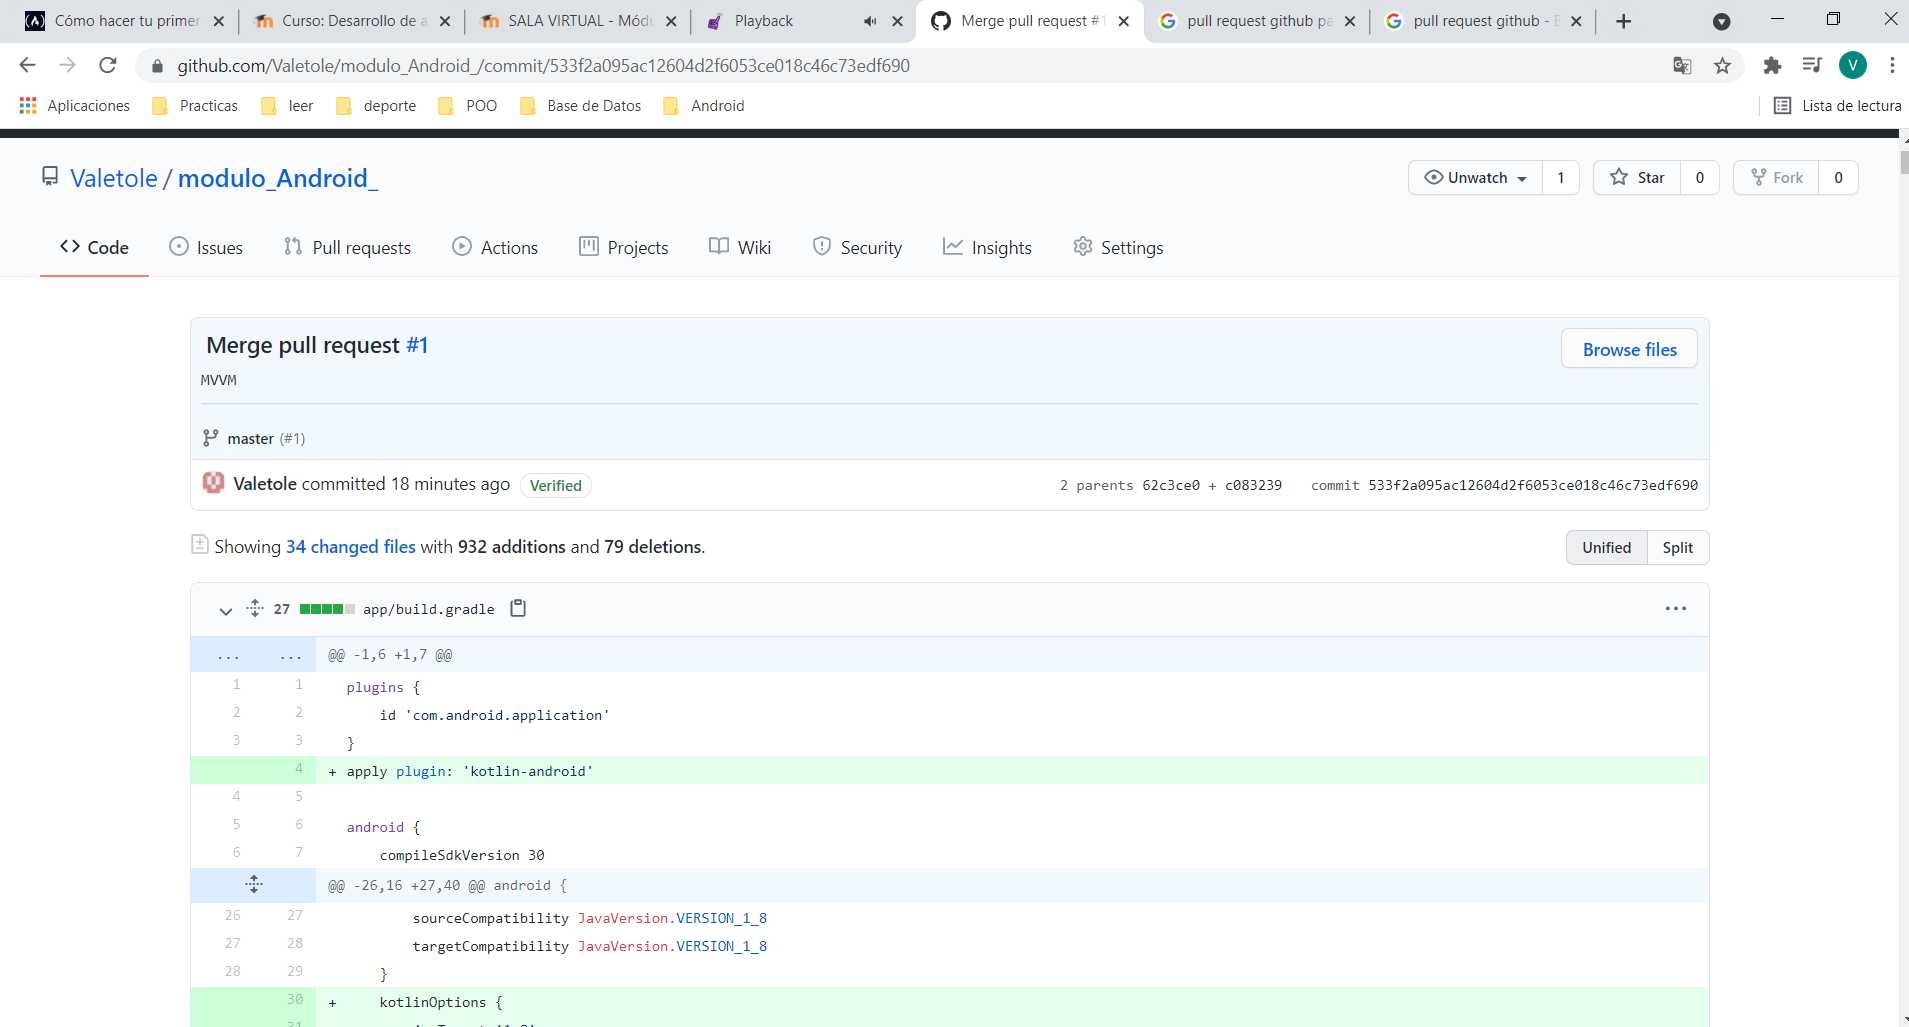 Cómo hacer tu primer
Curso: Desarrollo de a
SALA VIRTUAL - Módu
Playback
Merge pull request #1
pull request github pa
pull request github - B
github.com/Valetole/modulo_Android_/commit/533f2a095ac12604d2f6053ce018c46c73edf690
V
Aplicaciones
Practicas
leer
deporte
POO
Base de Datos
Android
Lista de lectura
Valetole / modulo_Android_
Unwatch 1
Star 0
Fork 0
Code
Issues
Pull requests
Actions
Projects
Wiki
Security
Insights
Settings
Merge pull request #1
Browse files
MVVM
master (#1)
Valetole committed 18 minutes ago Verified
2 parents 62c3ce0 + c083239 commit 533f2a095ac12604d2f6053ce018c46c73edf690
Showing 34 changed files with 932 additions and 79 deletions.
Unified Split
27 app/build.gradle
... ... @@ -1,6 +1,7 @@
1 1 plugins {
2 2 id 'com.android.application'
3 3 }
4 + apply plugin: 'kotlin-android'
4 5
5 6 android {
6 7 compileSdkVersion 30
@@ -26,16 +27,40 @@ android {
26 27 sourceCompatibility JavaVersion.VERSION_1_8
27 28 targetCompatibility JavaVersion.VERSION_1_8
28 29 }
30 + kotlinOptions {